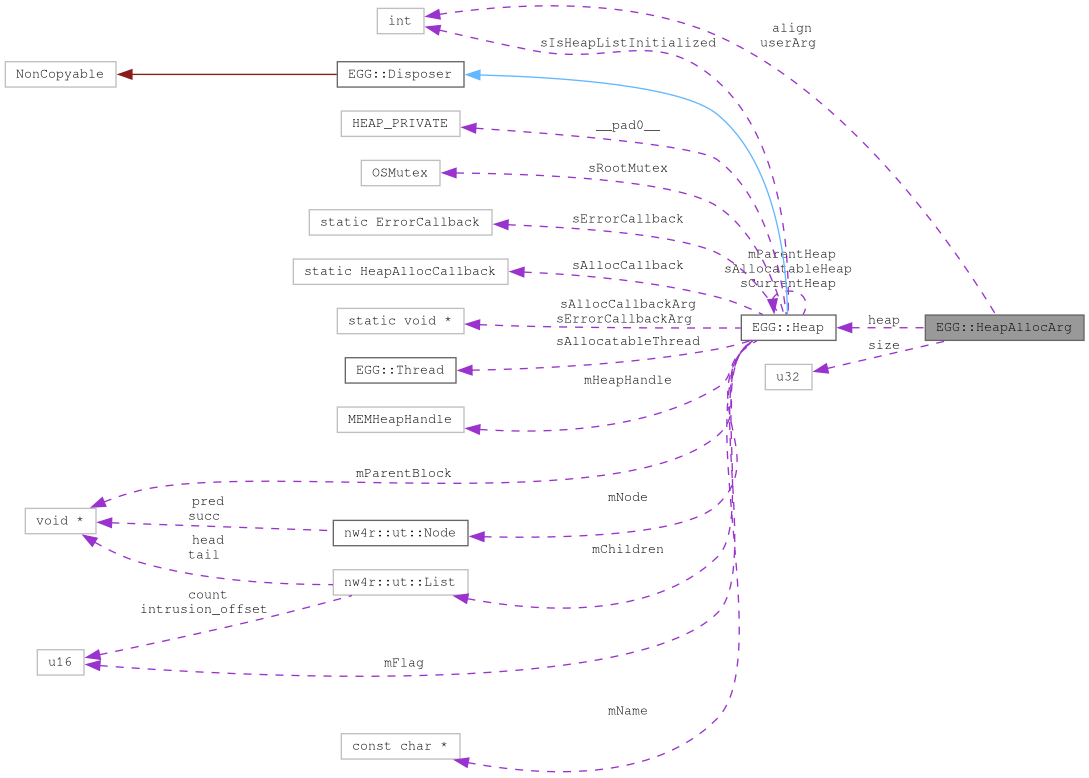 int
align
userArg
sIsHeapListInitialized
NonCopyable
EGG::Disposer
HEAP_PRIVATE
__pad0__
OSMutex
sRootMutex
static ErrorCallback
sErrorCallback
static HeapAllocCallback
sAllocCallback
mParentHeap
sAllocatableHeap
sCurrentHeap
static void *
sAllocCallbackArg
sErrorCallbackArg
EGG::Heap
heap
EGG::HeapAllocArg
EGG::Thread
sAllocatableThread
size
u32
MEMHeapHandle
mHeapHandle
mParentBlock
void *
pred
succ
nw4r::ut::Node
mNode
head
tail
nw4r::ut::List
mChildren
count
intrusion_offset
u16
mFlag
mName
const char *